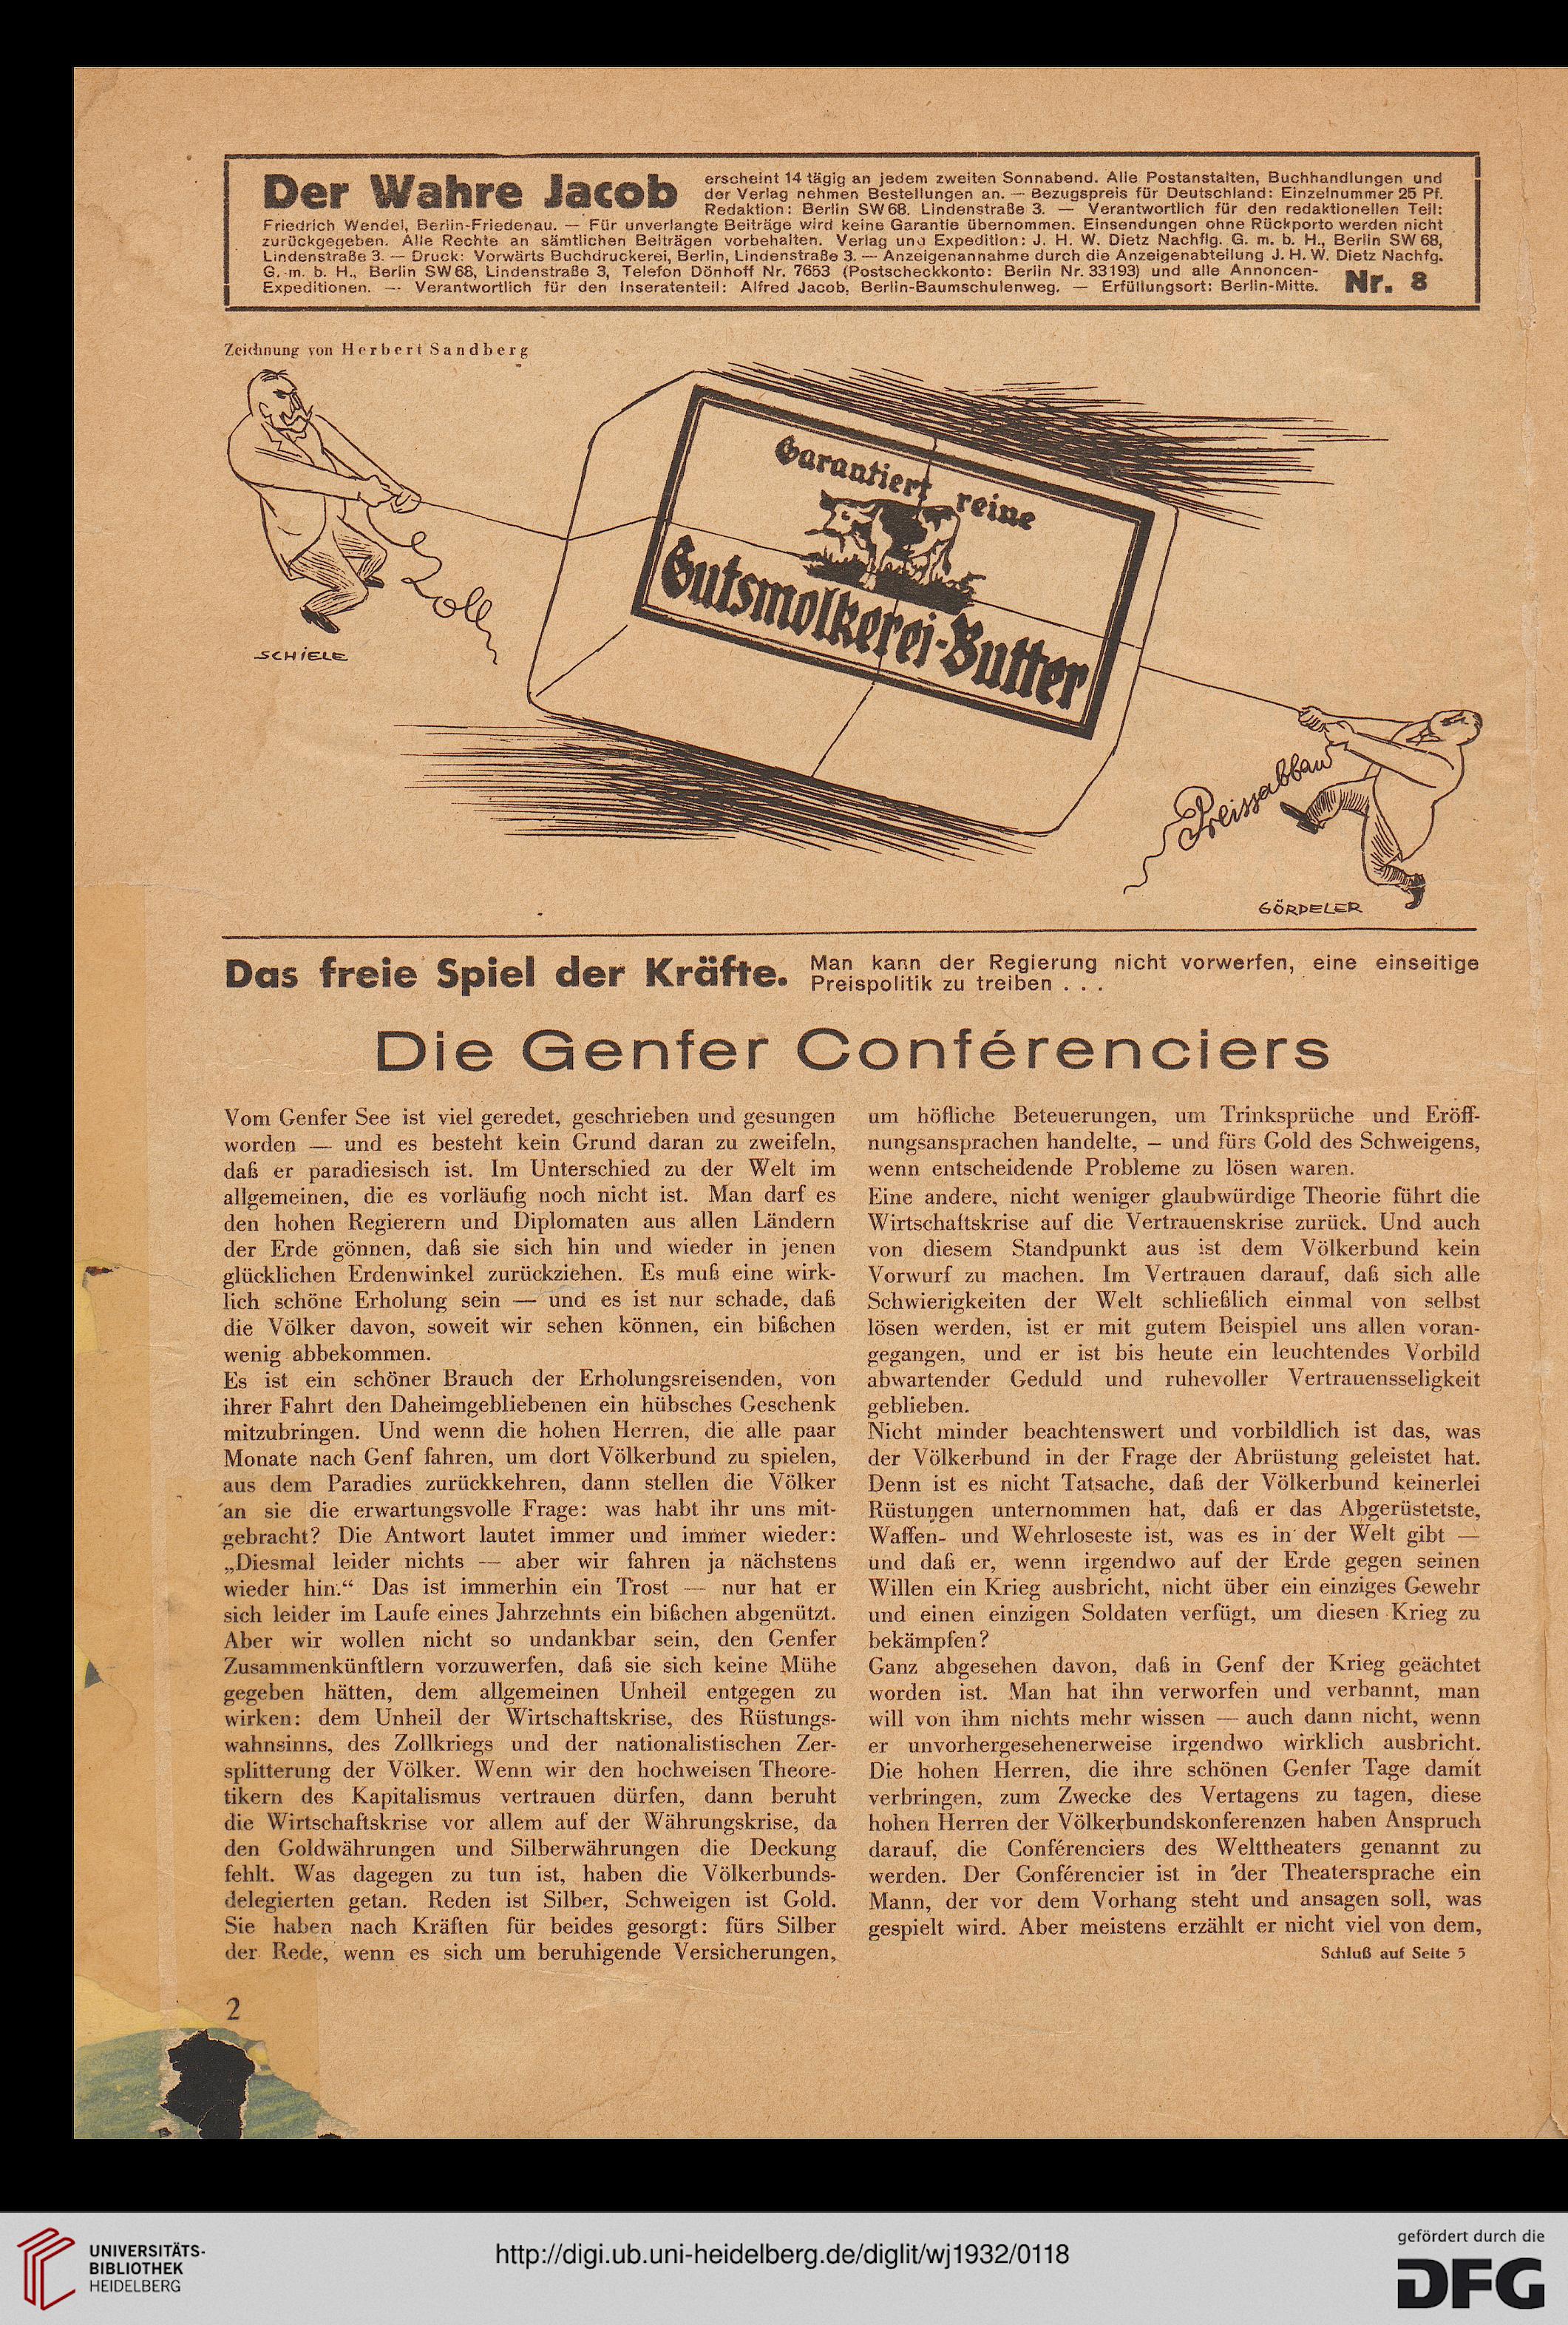 Der Wahre Jacob
erscheint 14 tägig an jedem zweiten Sonnabend. Alle Postanstalten, Buchhandlungen und
der Verlag nehmen Bestellungen an. — Bezugspreis für Deutschland: Einzelnummer 25 Pf.
Redaktion: Berlin SW 68, Lindenstraße 3. — Verantwortlich für den redaktionellen Teil:
Friedrich Wendel, Berlin-Friedenau. — Für unverlangte Beiträge wird keine Garantie übernommen. Einsendungen ohne Rückporto werden nicht
zurückgegeben. Alle Rechte an sämtlichen Beiträgen vorbehalten. Verlag und Expedition: J. H. W. Dietz Nachflg. G. m. b. H., Berlin SW 68,
Lindenstraße 3. — Druck: Vorwärts Buchdruckerei, Berlin, Lindenstraße 3. — Anzeigenannahme durch die Anzeigenabteilung J. H. W. Dietz Nachfg.
G. m. b. H., Berlin SW 68, Lindenstraße 3, Telefon Dönhoff Nr. 7653 (Postscheckkonto: Berlin Nr. 33193) und alle Annoncen-
Expeditionen. — Verantwortlich für den Inseratenteil: Alfred Jacob, Berlin-Baumschulenweg. — Erfüllungsort: Berlin-Mitte.
Nr. 8
Zeichnung von Herbert Sandberg
Garantiert reine
Gutsmolkerei-Butter
Zoll
SCHIELE
Preissabbau
GÖRDELER
Das freie Spiel der Kräfte.
Man kann der Regierung nicht vorwerfen, eine einseitige
Preispolitik zu treiben . . .
Die Genfer Conférenciers
Vom Genfer See ist viel geredet, geschrieben und gesungen
worden — und es besteht kein Grund daran zu zweifeln,
daß er paradiesisch ist. Im Unterschied zu der Welt im
allgemeinen, die es vorläufig noch nicht ist. Man darf es
den hohen Regierern und Diplomaten aus allen Ländern
der Erde gönnen, daß sie sich hin und wieder in jenen
glücklichen Erdenwinkel zurückziehen. Es muß eine wirk-
lich schöne Erholung sein — und es ist nur schade, daß
die Völker davon, soweit wir sehen können, ein bißchen
wenig abbekommen.
Es ist ein schöner Brauch der Erholungsreisenden, von
ihrer Fahrt den Daheimgebliebenen ein hübsches Geschenk
mitzubringen. Und wenn die hohen Herren, die alle paar
Monate nach Genf fahren, um dort Völkerbund zu spielen,
aus dem Paradies zurückkehren, dann stellen die Völker
an sie die erwartungsvolle Frage: was habt ihr uns mit-
gebracht? Die Antwort lautet immer und immer wieder:
„Diesmal leider nichts — aber wir fahren ja nächstens
wieder hin.“ Das ist immerhin ein Trost — nur hat er
sich leider im Laufe eines Jahrzehnts ein bißchen abgenützt.
Aber wir wollen nicht so undankbar sein, den Genfer
Zusammenkünftlern vorzuwerfen, daß sie sich keine Mühe
gegeben hätten, dem allgemeinen Unheil entgegen zu
wirken: dem Unheil der Wirtschaftskrise, des Rüstungs-
wahnsinns, des Zollkriegs und der nationalistischen Zer-
splitterung der Völker. Wenn wir den hochweisen Theore-
tikern des Kapitalismus vertrauen dürfen, dann beruht
die Wirtschaftskrise vor allem auf der Währungskrise, da
den Goldwährungen und Silberwährungen die Deckung
fehlt. Was dagegen zu tun ist, haben die Völkerbunds-
delegierten getan. Reden ist Silber, Schweigen ist Gold.
Sie haben nach Kräften für beides gesorgt: fürs Silber
der Rede, wenn es sich um beruhigende Versicherungen,
um höfliche Beteuerungen, um Trinksprüche und Eröff-
nungsansprachen handelte, – und fürs Gold des Schweigens,
wenn entscheidende Probleme zu lösen waren.
Eine andere, nicht weniger glaubwürdige Theorie führt die
Wirtschaftskrise auf die Vertrauenskrise zurück. Und auch
von diesem Standpunkt aus ist dem Völkerbund kein
Vorwurf zu machen. Im Vertrauen darauf, daß sich alle
Schwierigkeiten der Welt schließlich einmal von selbst
lösen werden, ist er mit gutem Beispiel uns allen voran-
gegangen, und er ist bis heute ein leuchtendes Vorbild
abwartender Geduld und ruhevoller Vertrauensseligkeit
geblieben.
Nicht minder beachtenswert und vorbildlich ist das, was
der Völkerbund in der Frage der Abrüstung geleistet hat.
Denn ist es nicht Tatsache, daß der Völkerbund keinerlei
Rüstungen unternommen hat, daß er das Abgerüstetste,
Waffen- und Wehrloseste ist, was es in der Welt gibt —
und daß er, wenn irgendwo auf der Erde gegen seinen
Willen ein Krieg ausbricht, nicht über ein einziges Gewehr
und einen einzigen Soldaten verfügt, um diesen Krieg zu
bekämpfen?
Ganz abgesehen davon, daß in Genf der Krieg geächtet
worden ist. Man hat ihn verworfen und verbannt, man
will von ihm nichts mehr wissen — auch dann nicht, wenn
er unvorhergesehenerweise irgendwo wirklich ausbricht.
Die hohen Herren, die ihre schönen Genfer Tage damit
verbringen, zum Zwecke des Vertagens zu tagen, diese
hohen Herren der Völkerbundskonferenzen haben Anspruch
darauf, die Conférenciers des Welttheaters genannt zu
werden. Der Conférencier ist in der Theatersprache ein
Mann, der vor dem Vorhang steht und ansagen soll, was
gespielt wird. Aber meistens erzählt er nicht viel von dem,
Schluß auf Seite 5
2
UNIVERSITÄTS-
BIBLIOTHEK
HEIDELBERG
http://digi.ub.uni-heidelberg.de/diglit/wj1932/0118
gefördert durch die
DFG